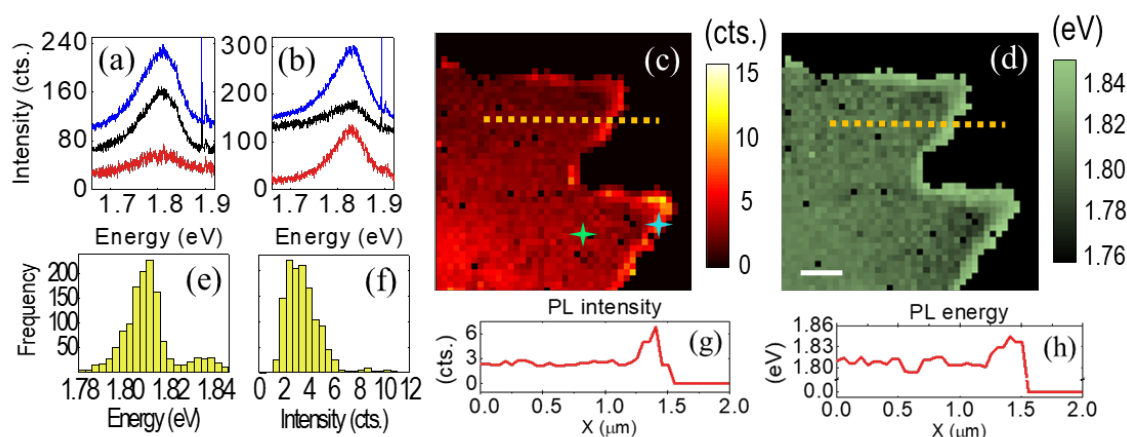 (a)
Intensity (cts.)
240
160
80
0
1.7 1.8 1.9
Energy (eV)
(b)
300
200
100
0
1.7 1.8 1.9
Energy (eV)
(c)
(cts.)
15
10
5
0
(d)
(eV)
1.84
1.82
1.80
1.78
1.76
(e)
Frequency
200
150
100
50
1.78 1.80 1.82 1.84
Energy (eV)
(f)
0 2 4 6 8 10 12
Intensity (cts.)
PL intensity
(g)
(cts.)
6
3
0
0.0 0.5 1.0 1.5 2.0
X (μm)
PL energy
(h)
(eV)
1.86
1.83
1.80
0.0
0.0 0.5 1.0 1.5 2.0
X (μm)